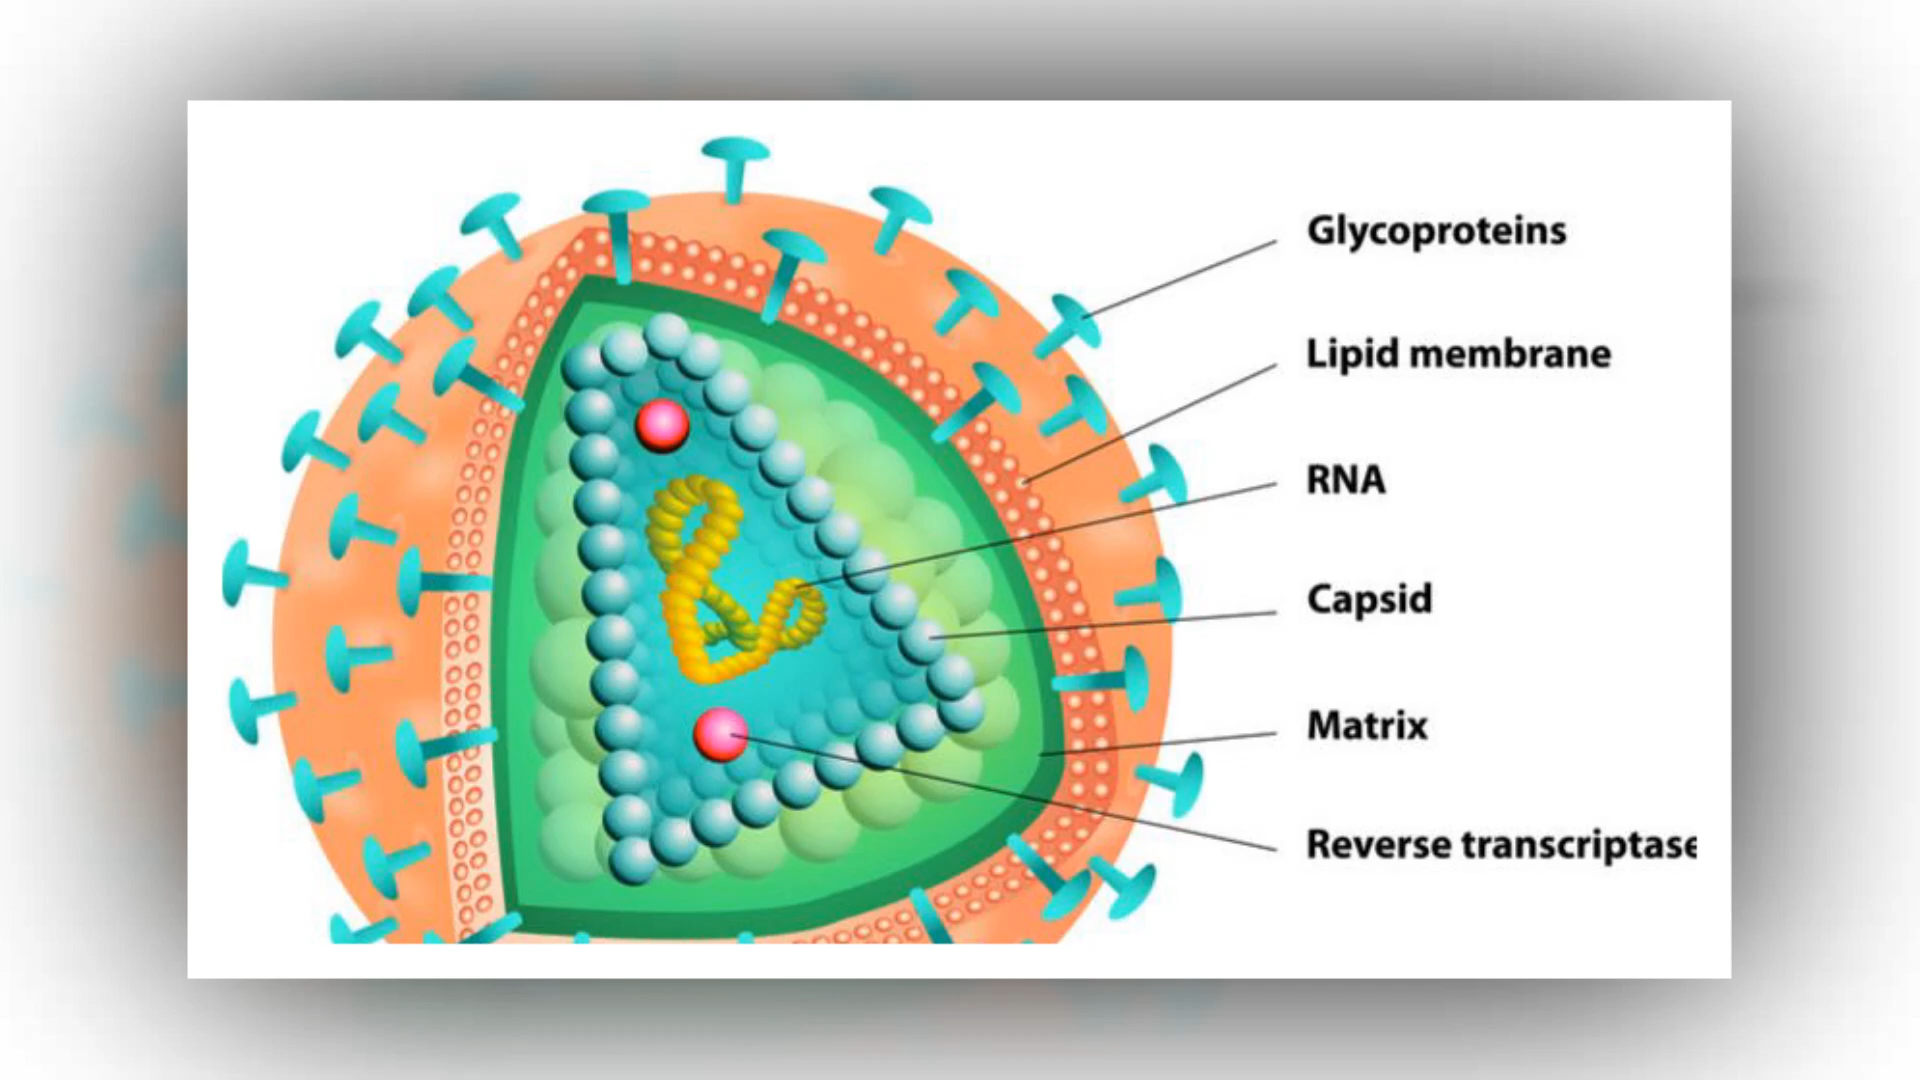 Glycoproteins
Lipid membrane
RNA
Capsid
Matrix
Reverse transcriptase